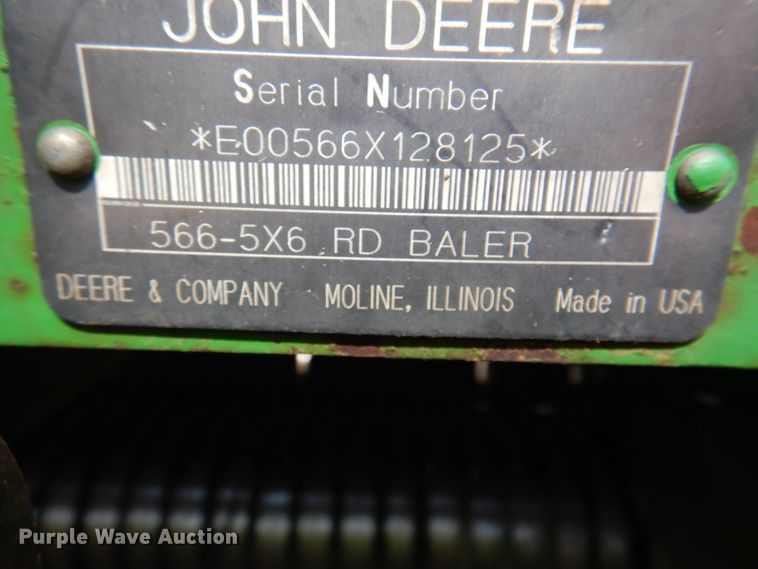 JOHN DEERE
Serial Number
*E00566X128125*
566-5X6 RD BALER
DEERE & COMPANY MOLINE, ILLINOIS Made in USA
Purple Wave Auction®